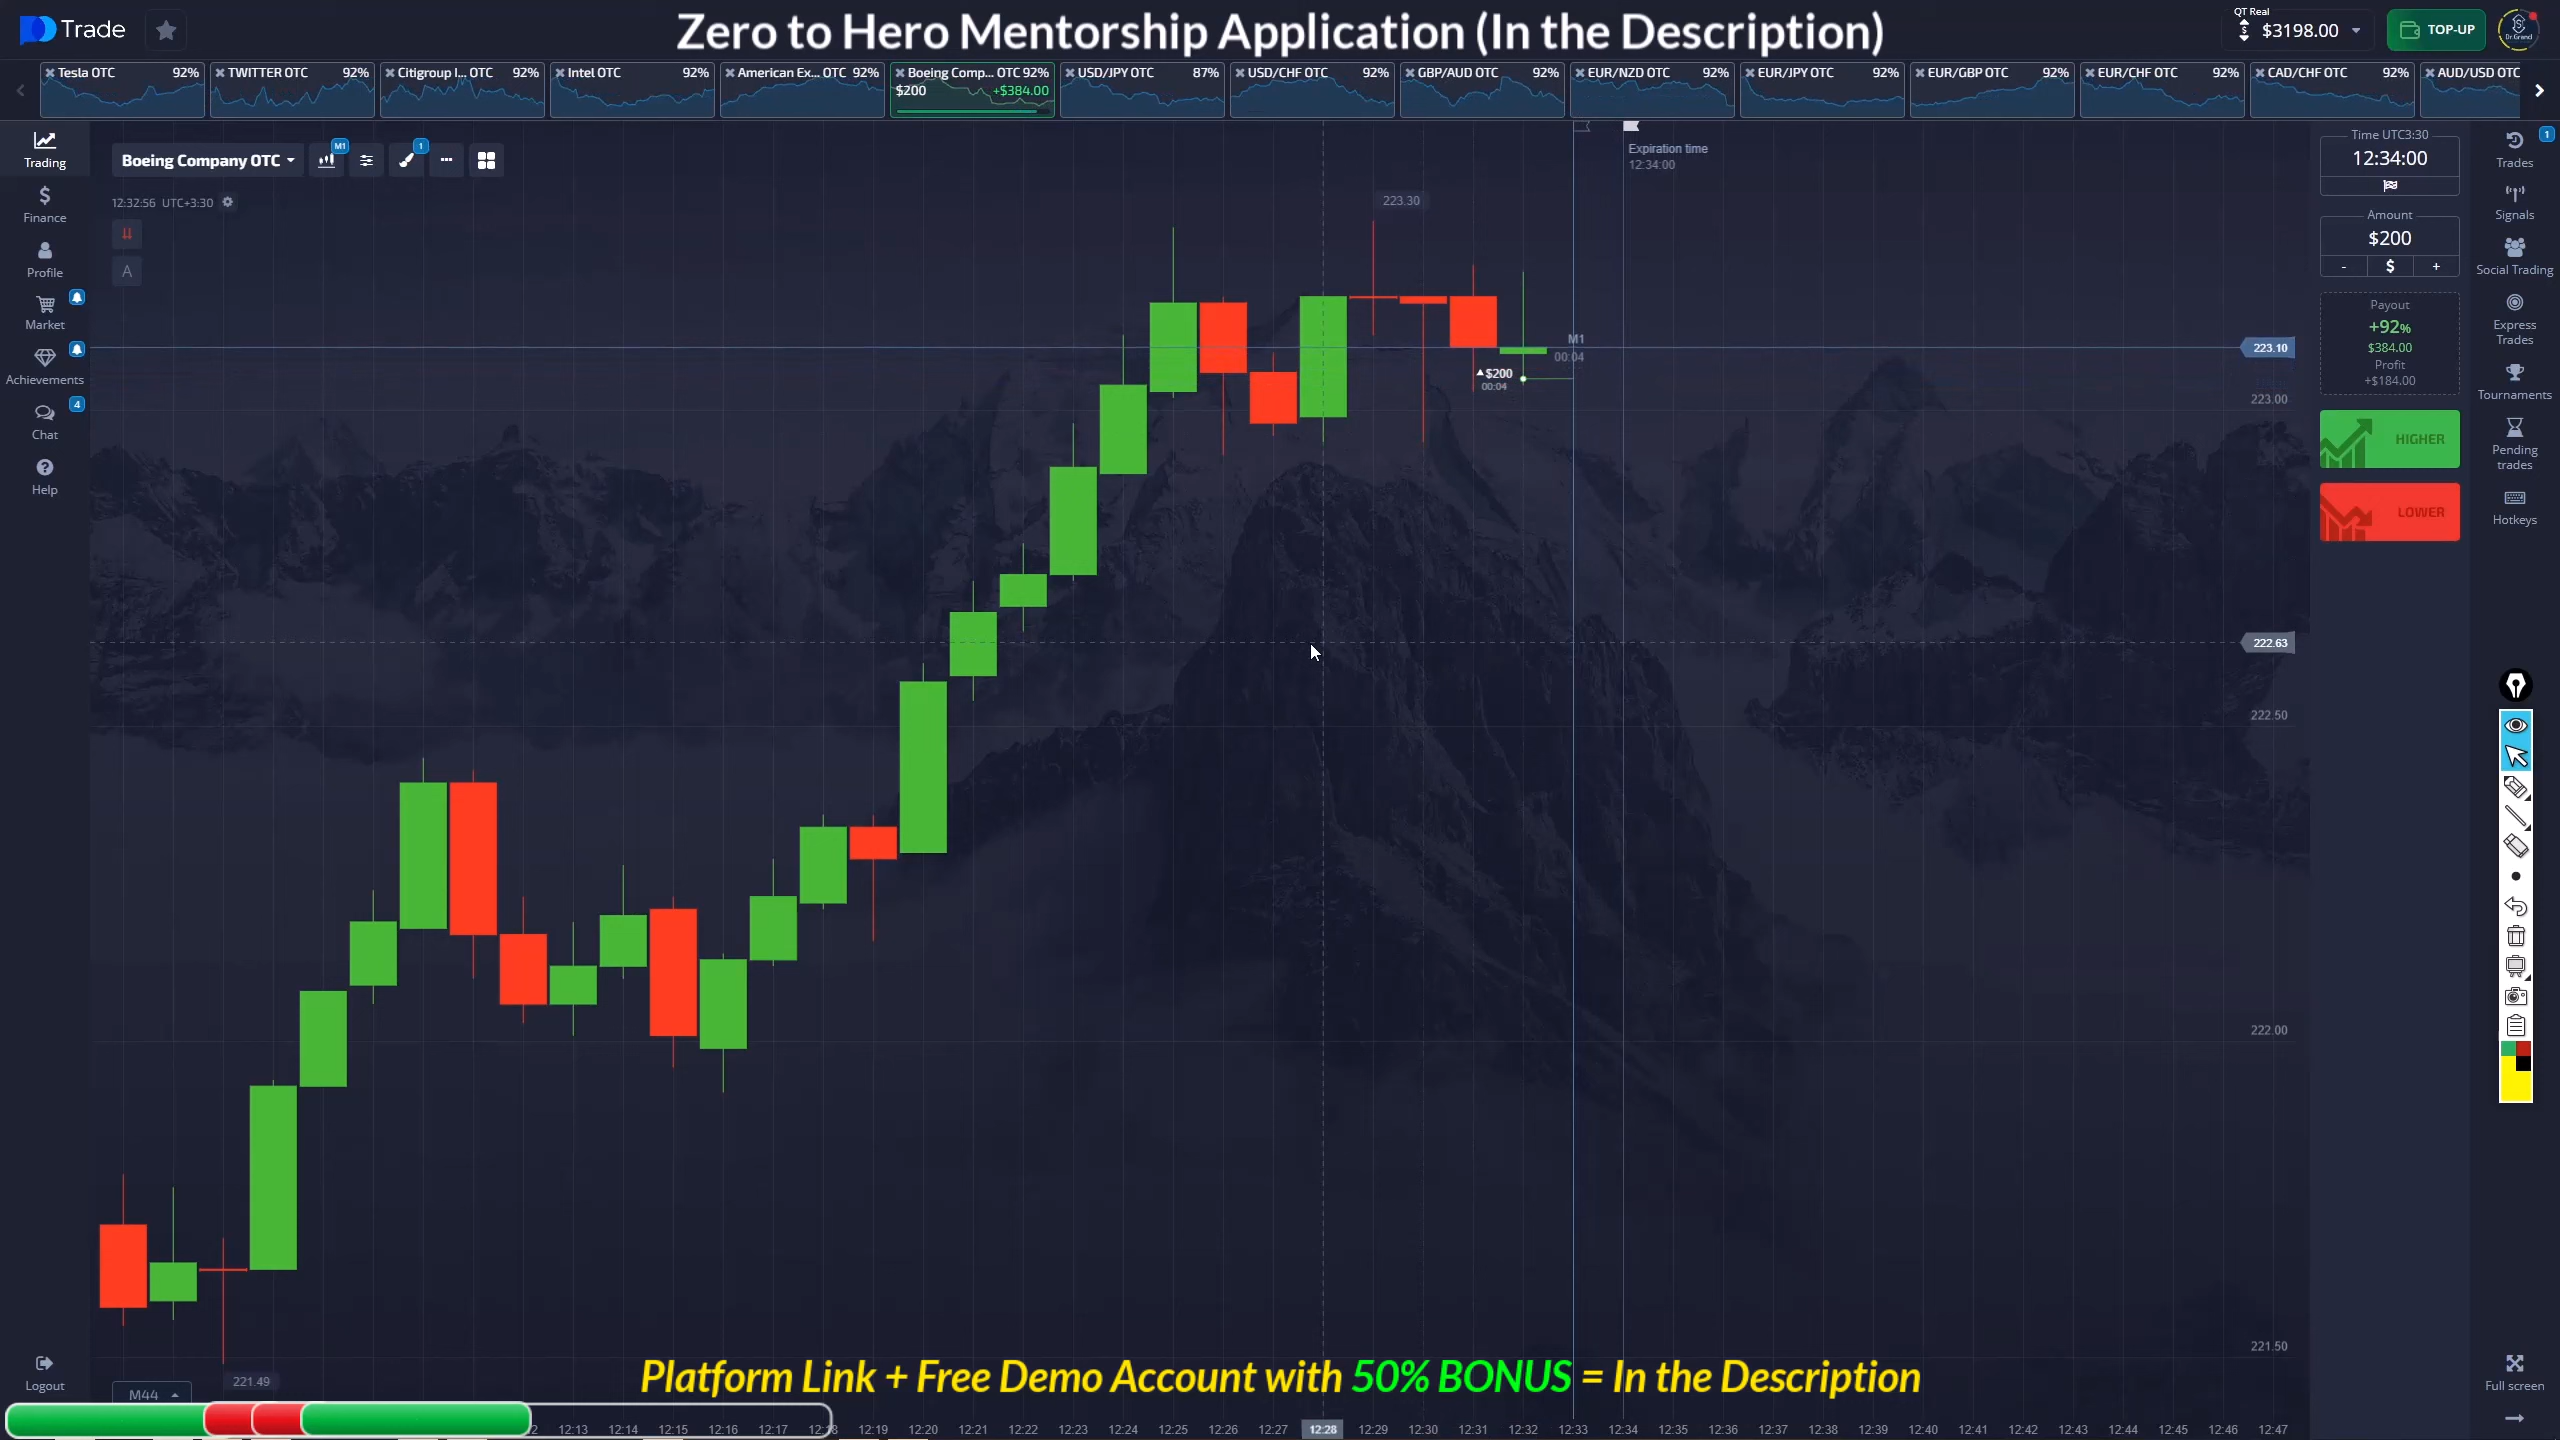 Trade
Zero to Hero Mentorship Application (In the Description)
QT Real
$3198.00
TOP-UP
Tesla OTC 92%
TWITTER OTC 92%
Citigroup I... OTC 92%
Intel OTC 92%
American Ex... OTC 92%
Boeing Comp... OTC 92%
$200 +$384.00
USD/JPY OTC 87%
USD/CHF OTC 92%
GBP/AUD OTC 92%
EUR/NZD OTC 92%
EUR/JPY OTC 92%
EUR/GBP OTC 92%
EUR/CHF OTC 92%
CAD/CHF OTC 92%
AUD/USD OTC
Trading
Finance
Profile
Market
Achievements
4
Chat
Help
Logout
Boeing Company OTC
M1
1
12:32:56 UTC+3:30
A
Expiration time
12:34:00
223.30
M1
00:04
$200
00:04
223.10
223.00
222.63
222.50
222.00
221.50
221.49
M44
Time UTC3:30
12:34:00
Amount
$200
- $ +
Payout
+92%
$384.00
Profit
+$184.00
HIGHER
LOWER
1
Trades
Signals
Social Trading
Express
Trades
Tournaments
Pending
trades
Hotkeys
Full screen
Platform Link + Free Demo Account with 50% BONUS = In the Description
12:13 12:14 12:15 12:16 12:17 12:18 12:19 12:20 12:21 12:22 12:23 12:24 12:25 12:26 12:27 12:28 12:29 12:30 12:31 12:32 12:33 12:34 12:35 12:36 12:37 12:38 12:39 12:40 12:41 12:42 12:43 12:44 12:45 12:46 12:47